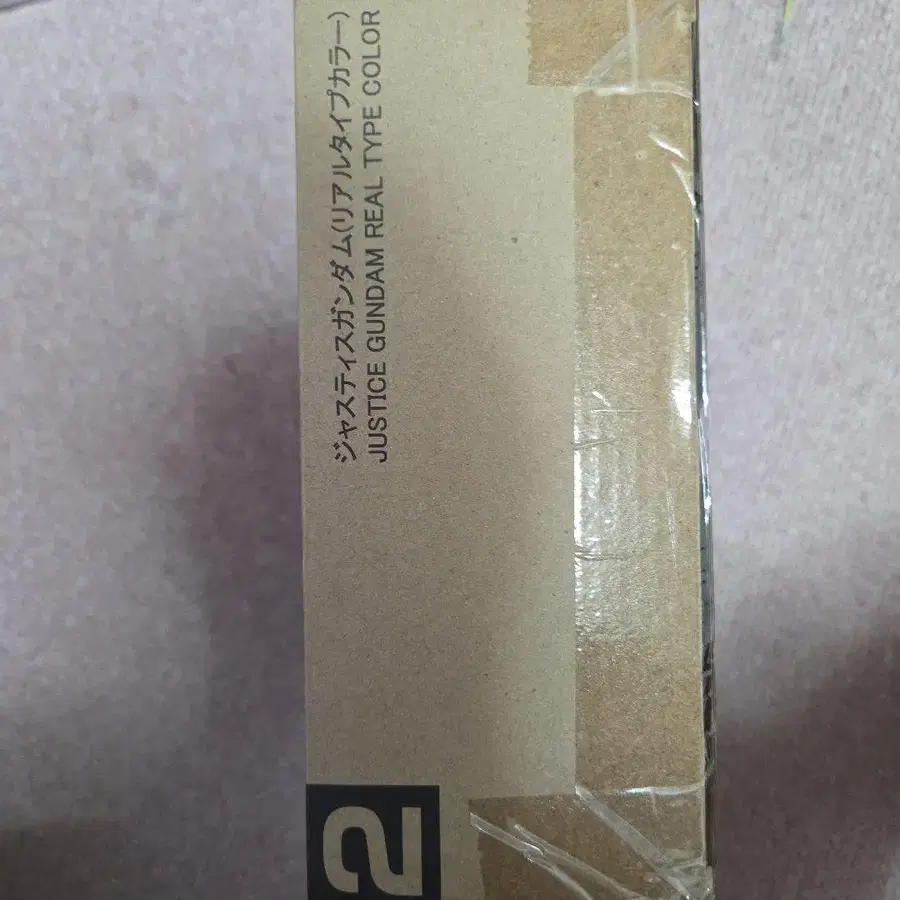 ジャスティスガンダム(リアルタイプカラー)
JUSTICE GUNDAM REAL TYPE COLOR
2